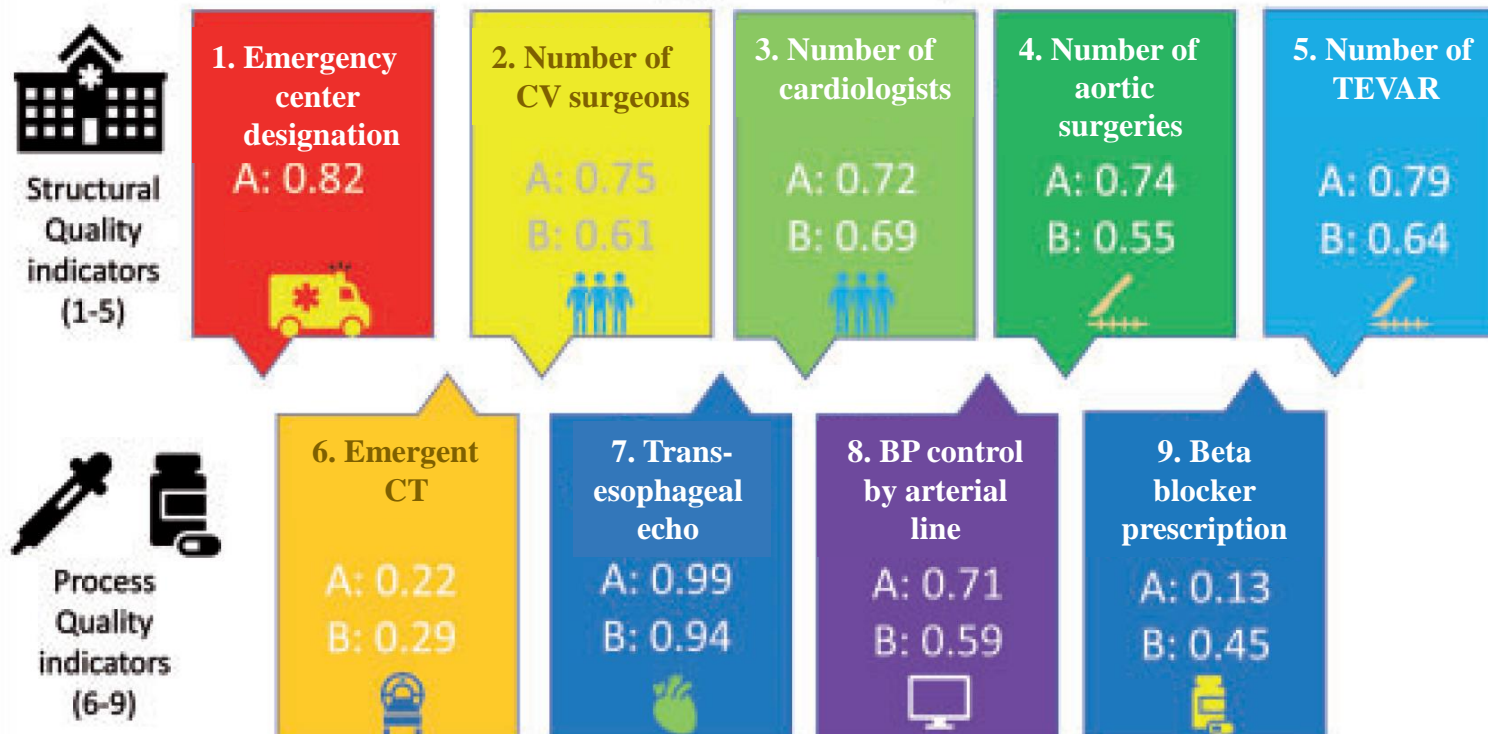 Structural
Quality
indicators
(1-5)
1. Emergency
center
designation
A: 0.82
2. Number of
CV surgeons
A: 0.75
B: 0.61
3. Number of
cardiologists
A: 0.72
B: 0.69
4. Number of
aortic
surgeries
A: 0.74
B: 0.55
5. Number of
TEVAR
A: 0.79
B: 0.64
Process
Quality
indicators
(6-9)
6. Emergent
CT
A: 0.22
B: 0.29
7. Trans-
esophageal
echo
A: 0.99
B: 0.94
8. BP control
by arterial
line
A: 0.71
B: 0.59
9. Beta
blocker
prescription
A: 0.13
B: 0.45